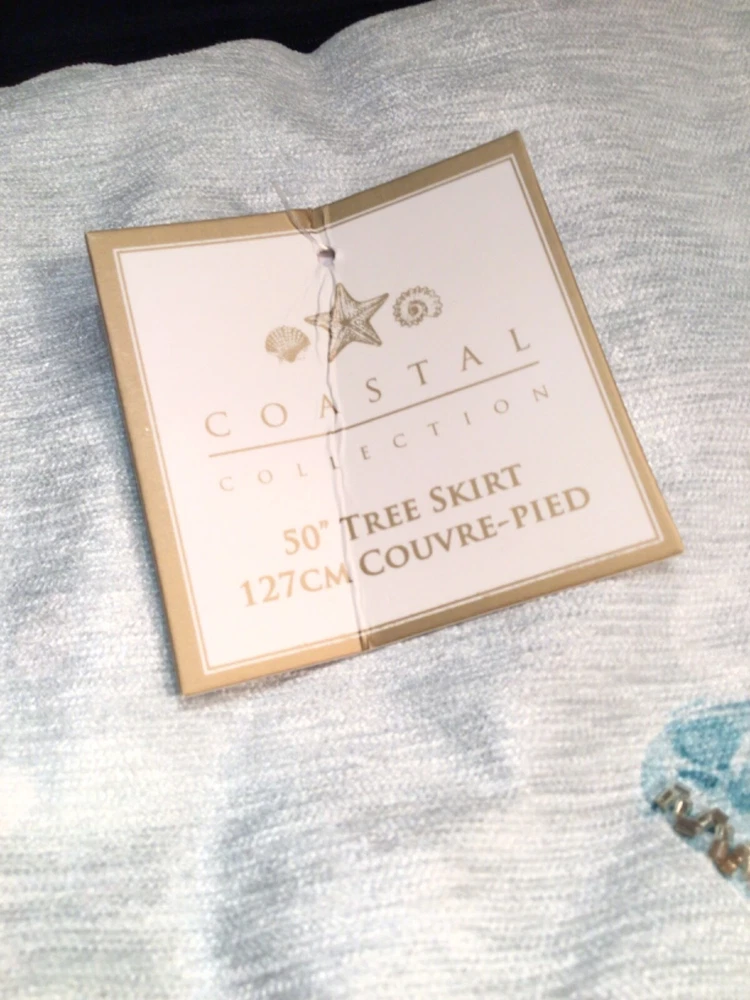 COASTAL
COLLECTION
50" TREE SKIRT
127CM COUVRE-PIED